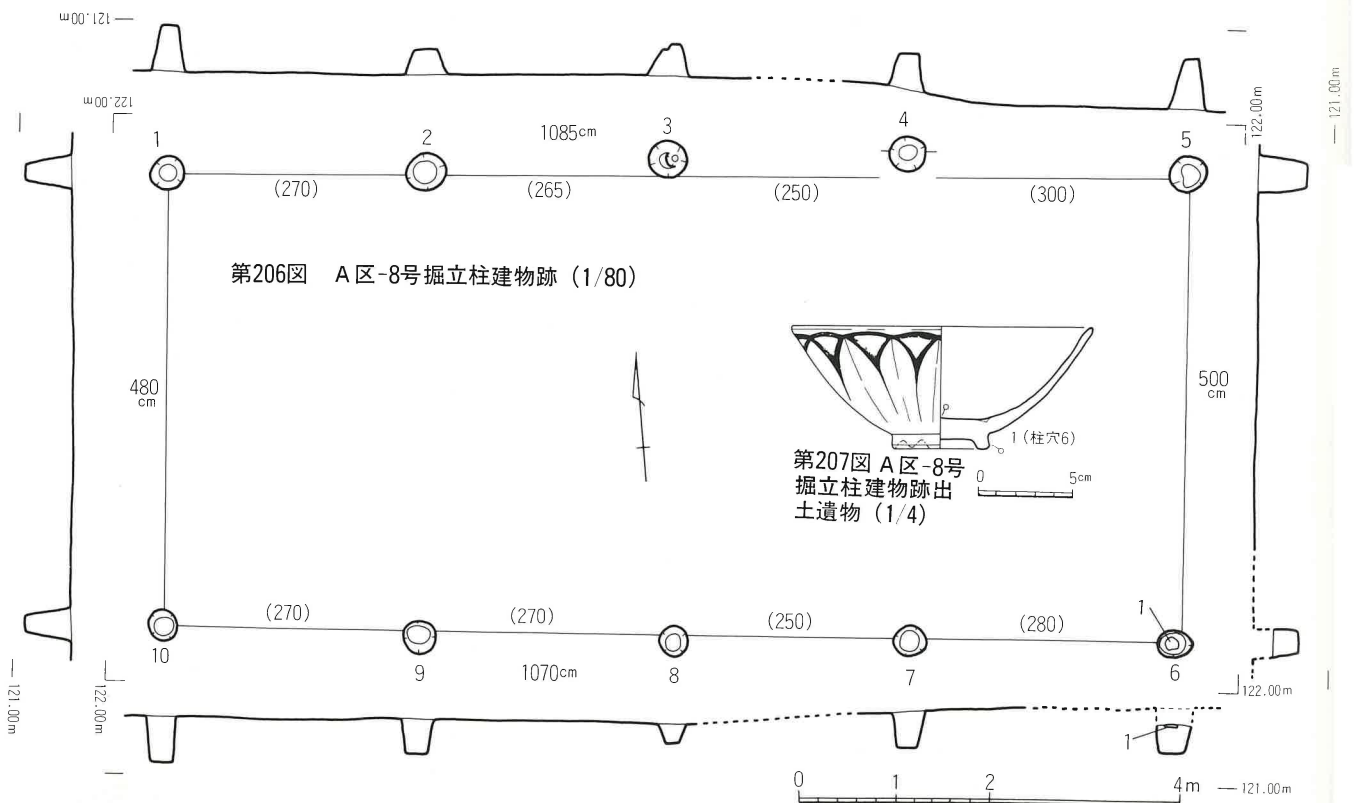 121.00m
122.00m
122.00m
121.00m
1085cm
1
2
3
4
5
(270)
(265)
(250)
(300)
第206図 A区-8号掘立柱建物跡 (1/80)
480
cm
500
cm
1 (柱穴6)
第207図 A区-8号
掘立柱建物跡出
土遺物 (1/4)
0 5cm
(270)
(270)
(250)
(280)
1
10
9
1070cm
8
7
6
121.00m
122.00m
122.00m
1
0 1 2 4m
121.00m